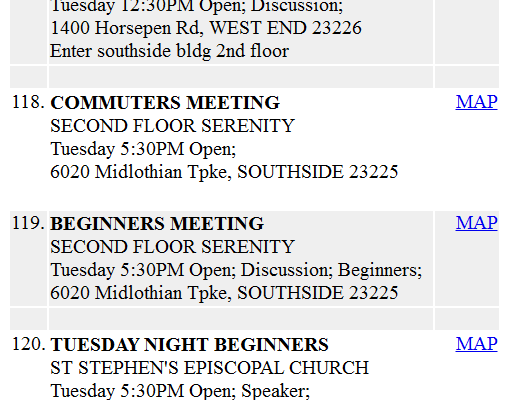 Tuesday 12:30PM Open; Discussion;
1400 Horsepen Rd, WEST END 23226
Enter southside bldg 2nd floor
118. COMMUTERS MEETING MAP
SECOND FLOOR SERENITY
Tuesday 5:30PM Open;
6020 Midlothian Tpke, SOUTHSIDE 23225
119. BEGINNERS MEETING MAP
SECOND FLOOR SERENITY
Tuesday 5:30PM Open; Discussion; Beginners;
6020 Midlothian Tpke, SOUTHSIDE 23225
120. TUESDAY NIGHT BEGINNERS MAP
ST STEPHEN'S EPISCOPAL CHURCH
Tuesday 5:30PM Open; Speaker;